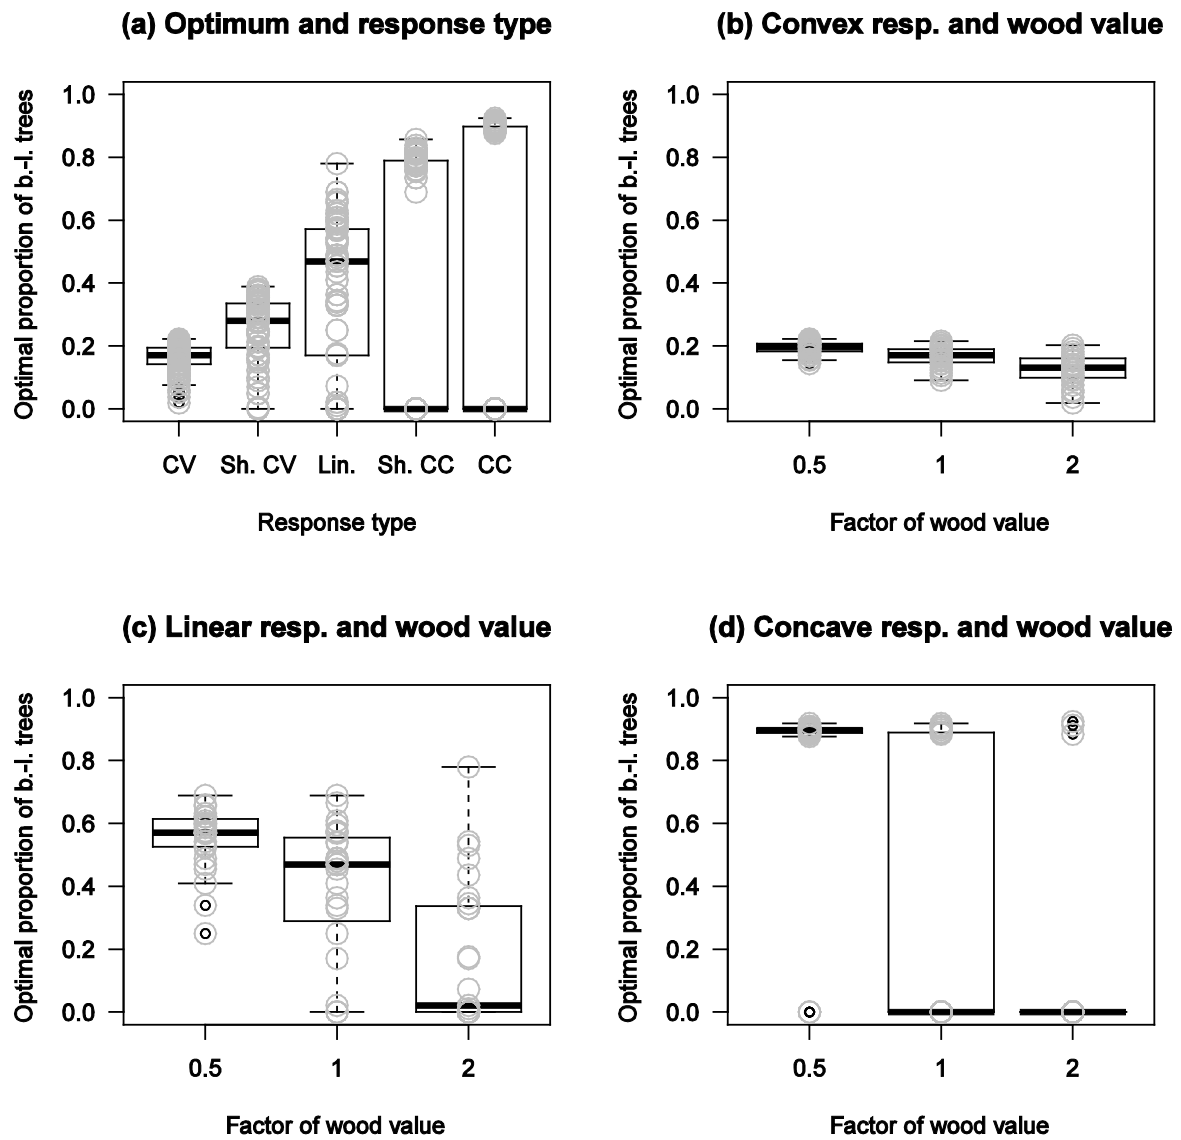 (a) Optimum and response type
Optimal proportion of b.-l. trees
1.0
0.8
0.6
0.4
0.2
0.0
CV Sh. CV Lin. Sh. CC CC
Response type
(b) Convex resp. and wood value
Optimal proportion of b.-l. trees
1.0
0.8
0.6
0.4
0.2
0.0
0.5 1 2
Factor of wood value
(c) Linear resp. and wood value
Optimal proportion of b.-l. trees
1.0
0.8
0.6
0.4
0.2
0.0
0.5 1 2
Factor of wood value
(d) Concave resp. and wood value
Optimal proportion of b.-l. trees
1.0
0.8
0.6
0.4
0.2
0.0
0.5 1 2
Factor of wood value